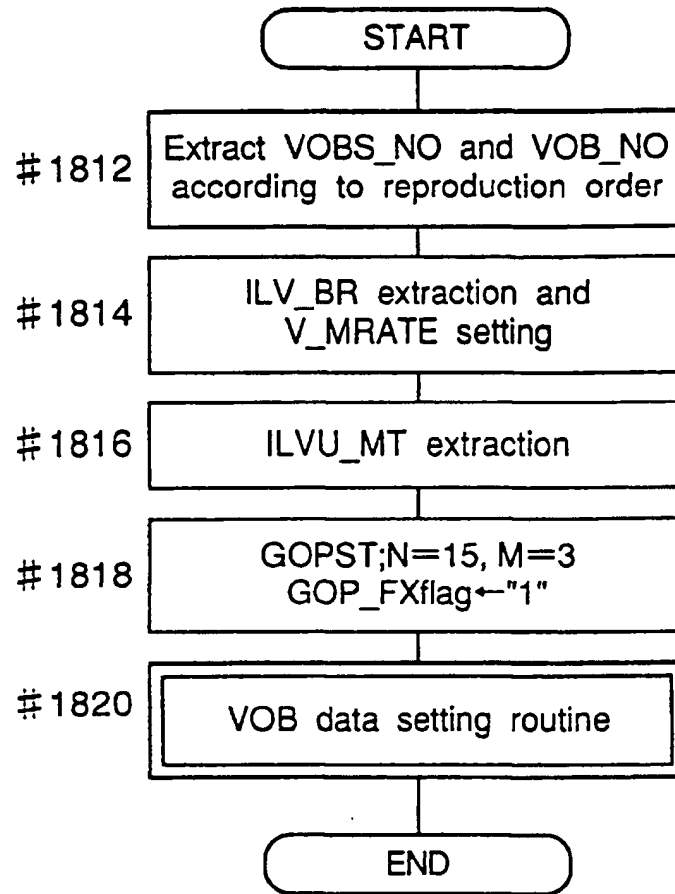 START
#1812
Extract VOBS_NO and VOB_NO
according to reproduction order
#1814
ILV_BR extraction and
V_MRATE setting
#1816
ILVU_MT extraction
#1818
GOPST;N=15, M=3
GOP_FXflag←"1"
#1820
VOB data setting routine
END